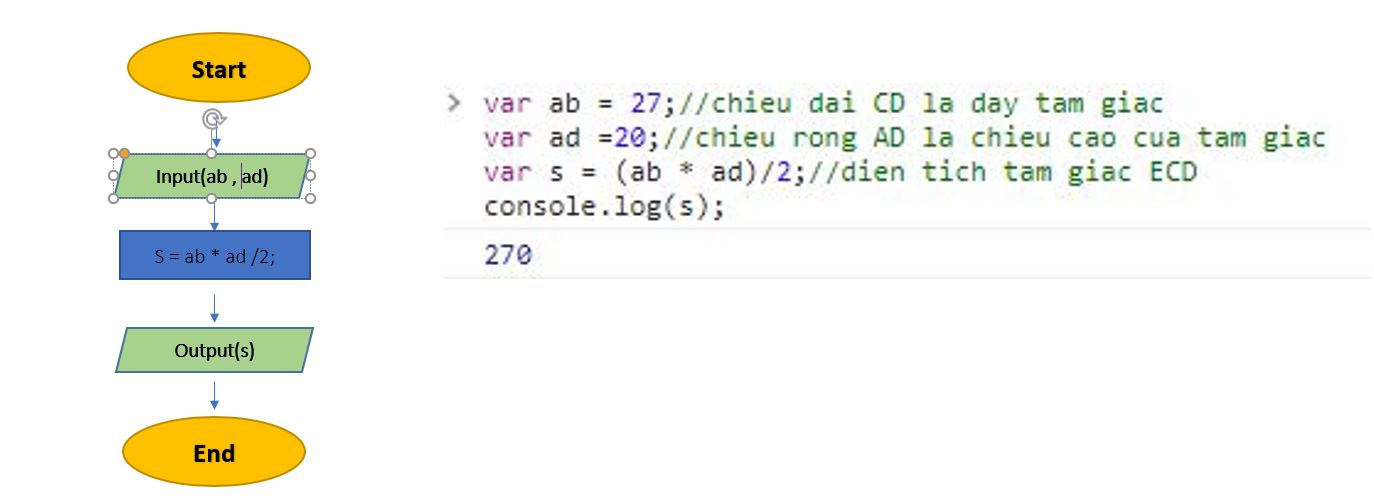 Start
Input(ab , ad)
S = ab * ad /2;
Output(s)
End
> var ab = 27;//chieu dai CD la day tam giac
var ad =20;//chieu rong AD la chieu cao cua tam giac
var s = (ab * ad)/2;//dien tich tam giac ECD
console.log(s);
270